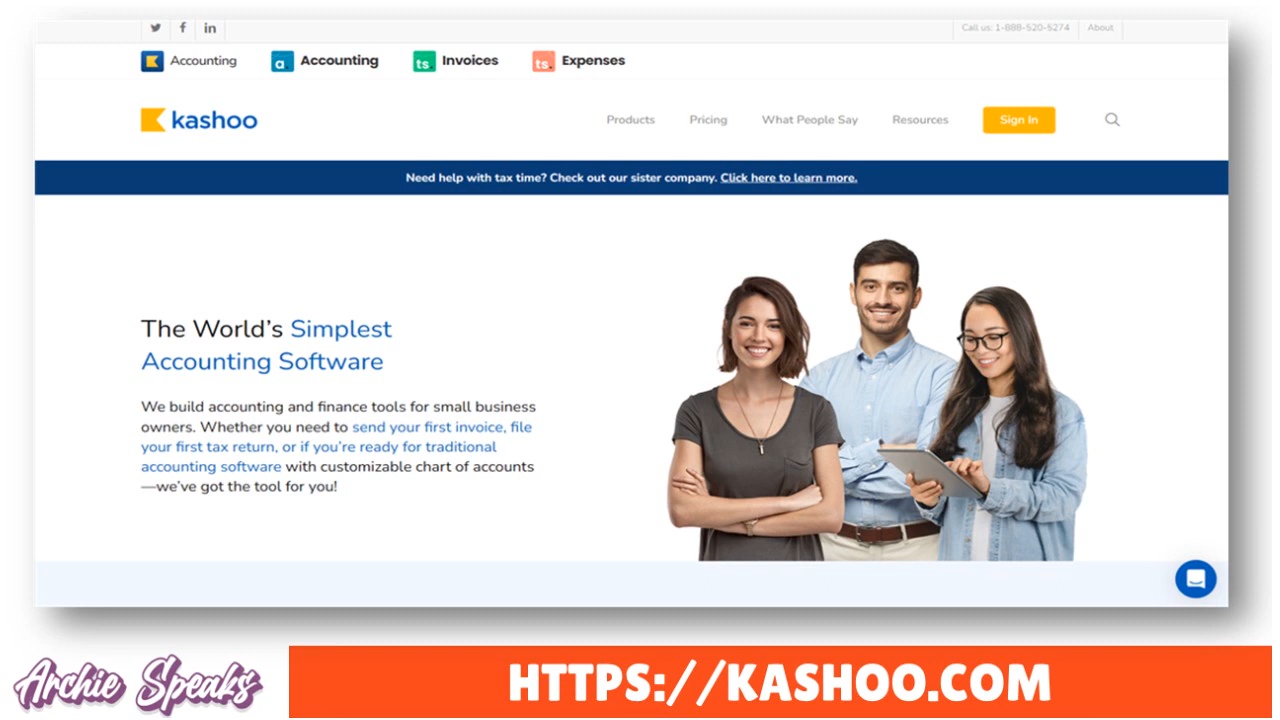 Call us: 1-888-520-5274 About
Accounting a. Accounting ts. Invoices ts. Expenses
kashoo Products Pricing What People Say Resources Sign In
Need help with tax time? Check out our sister company. Click here to learn more.
The World's Simplest
Accounting Software
We build accounting and finance tools for small business
owners. Whether you need to send your first invoice, file
your first tax return, or if you're ready for traditional
accounting software with customizable chart of accounts
—we've got the tool for you!
Archie Speaks
HTTPS://KASHOO.COM